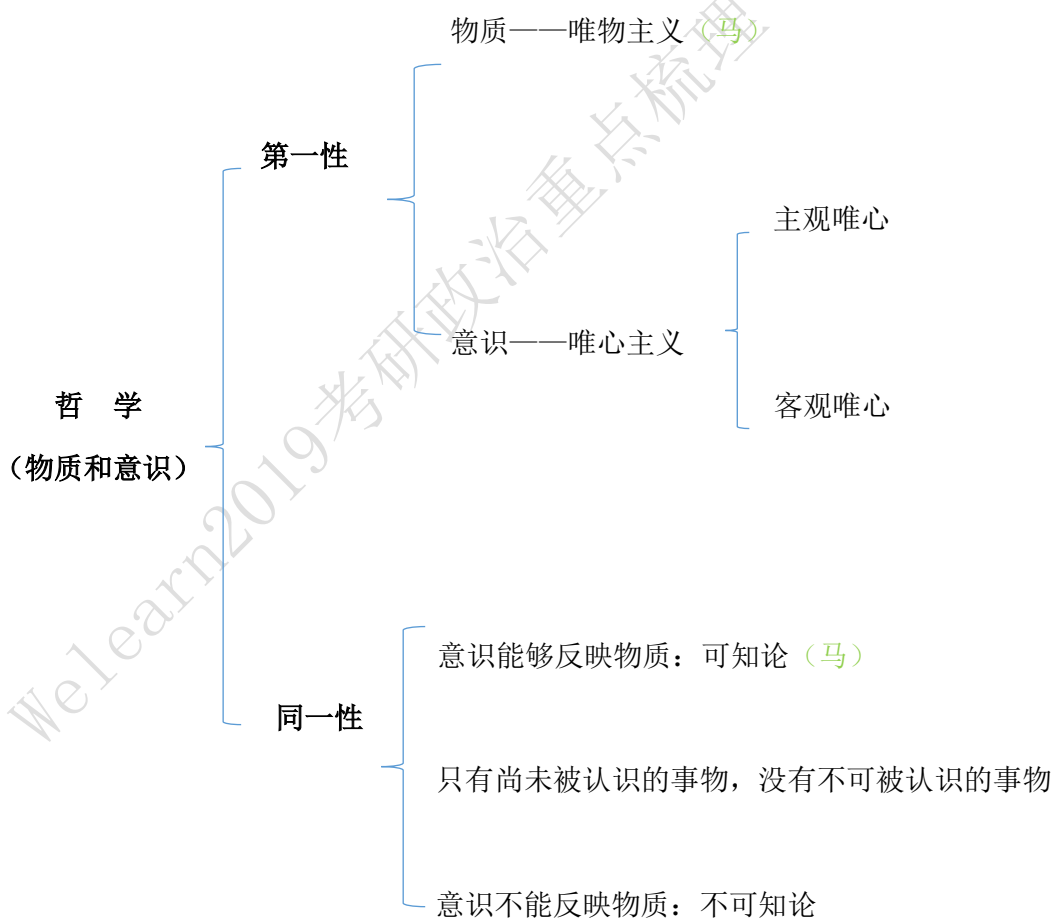 物质——唯物主义（马）
第一性
主观唯心
意识——唯心主义
客观唯心
哲 学
（物质和意识）
意识能够反映物质：可知论（马）
同一性
只有尚未被认识的事物，没有不可被认识的事物
意识不能反映物质：不可知论
Welearn2019考研政治重点梳理